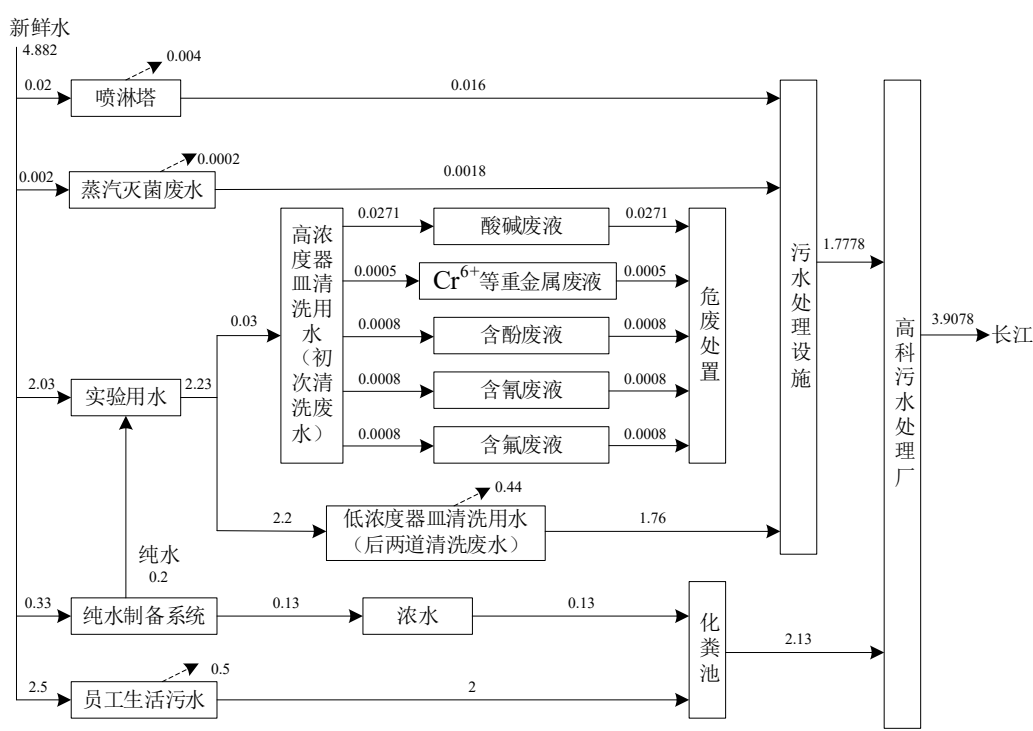 新鲜水
4.882
0.004
0.02
喷淋塔
0.016
0.0002
0.002
蒸汽灭菌废水
0.0018
高浓度器皿清洗用水（初次清洗废水）
0.0271
酸碱废液
0.0271
0.0005
Cr6+等重金属废液
0.0005
0.03
0.0008
含酚废液
0.0008
2.03
实验用水
2.23
0.0008
含氰废液
0.0008
0.0008
含氟废液
0.0008
危废处置
污水处理设施
1.7778
高科污水处理厂
3.9078
长江
0.44
2.2
低浓度器皿清洗用水
（后两道清洗废水）
1.76
纯水
0.2
0.33
纯水制备系统
0.13
浓水
0.13
化粪池
2.13
0.5
2.5
员工生活污水
2